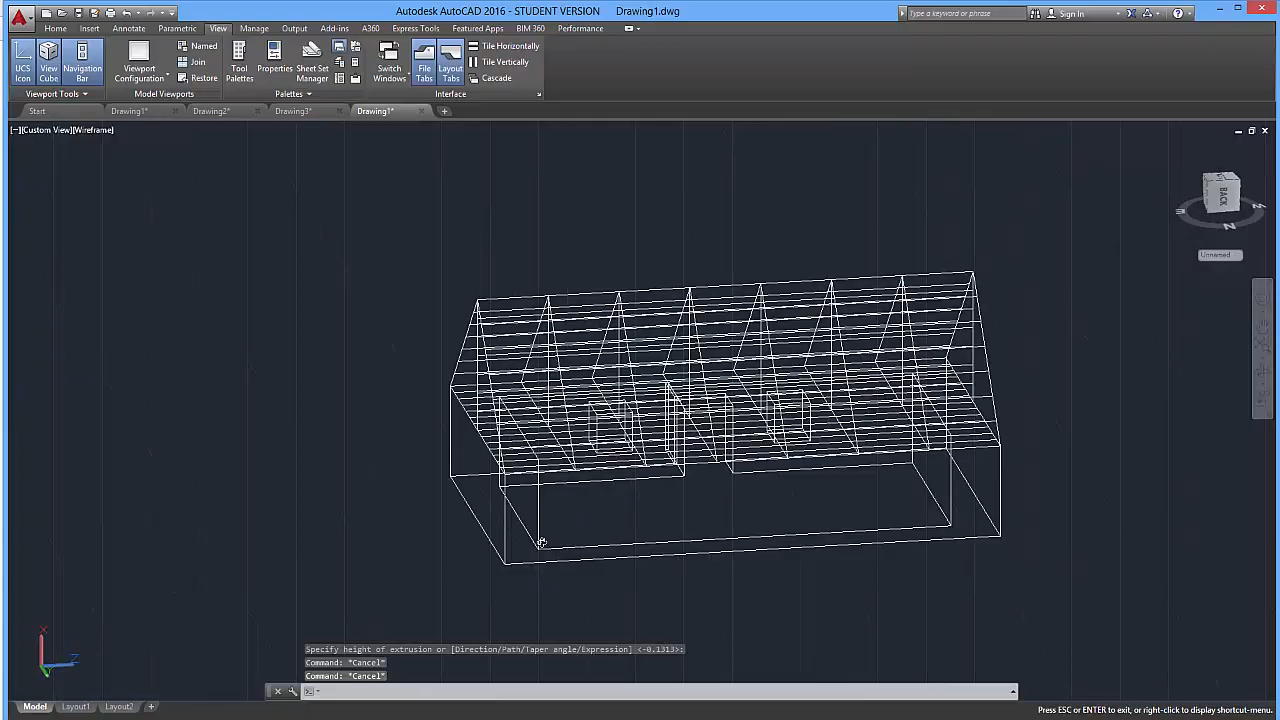 Autodesk AutoCAD 2016 - STUDENT VERSION Drawing1.dwg
Type a keyword or phrase
Sign In
Home Insert Annotate Parametric View Manage Output Add-ins A360 Express Tools Featured Apps BIM 360 Performance
UCS Icon
View Cube
Navigation Bar
Viewport Configuration
Named
Join
Restore
Tool Palettes
Properties
Sheet Set Manager
Switch Windows
File Tabs
Layout Tabs
Tile Horizontally
Tile Vertically
Cascade
Viewport Tools Model Viewports Palettes Interface
Start Drawing1* Drawing2* Drawing3* Drawing1*
[−][Custom View][Wireframe]
BACK
N
Unnamed
X
Z
Y
Specify height of extrusion or [Direction/Path/Taper angle/Expression] <-0.1313>:
Command: *Cancel*
Command: *Cancel*
Model Layout1 Layout2
Press ESC or ENTER to exit, or right-click to display shortcut-menu.